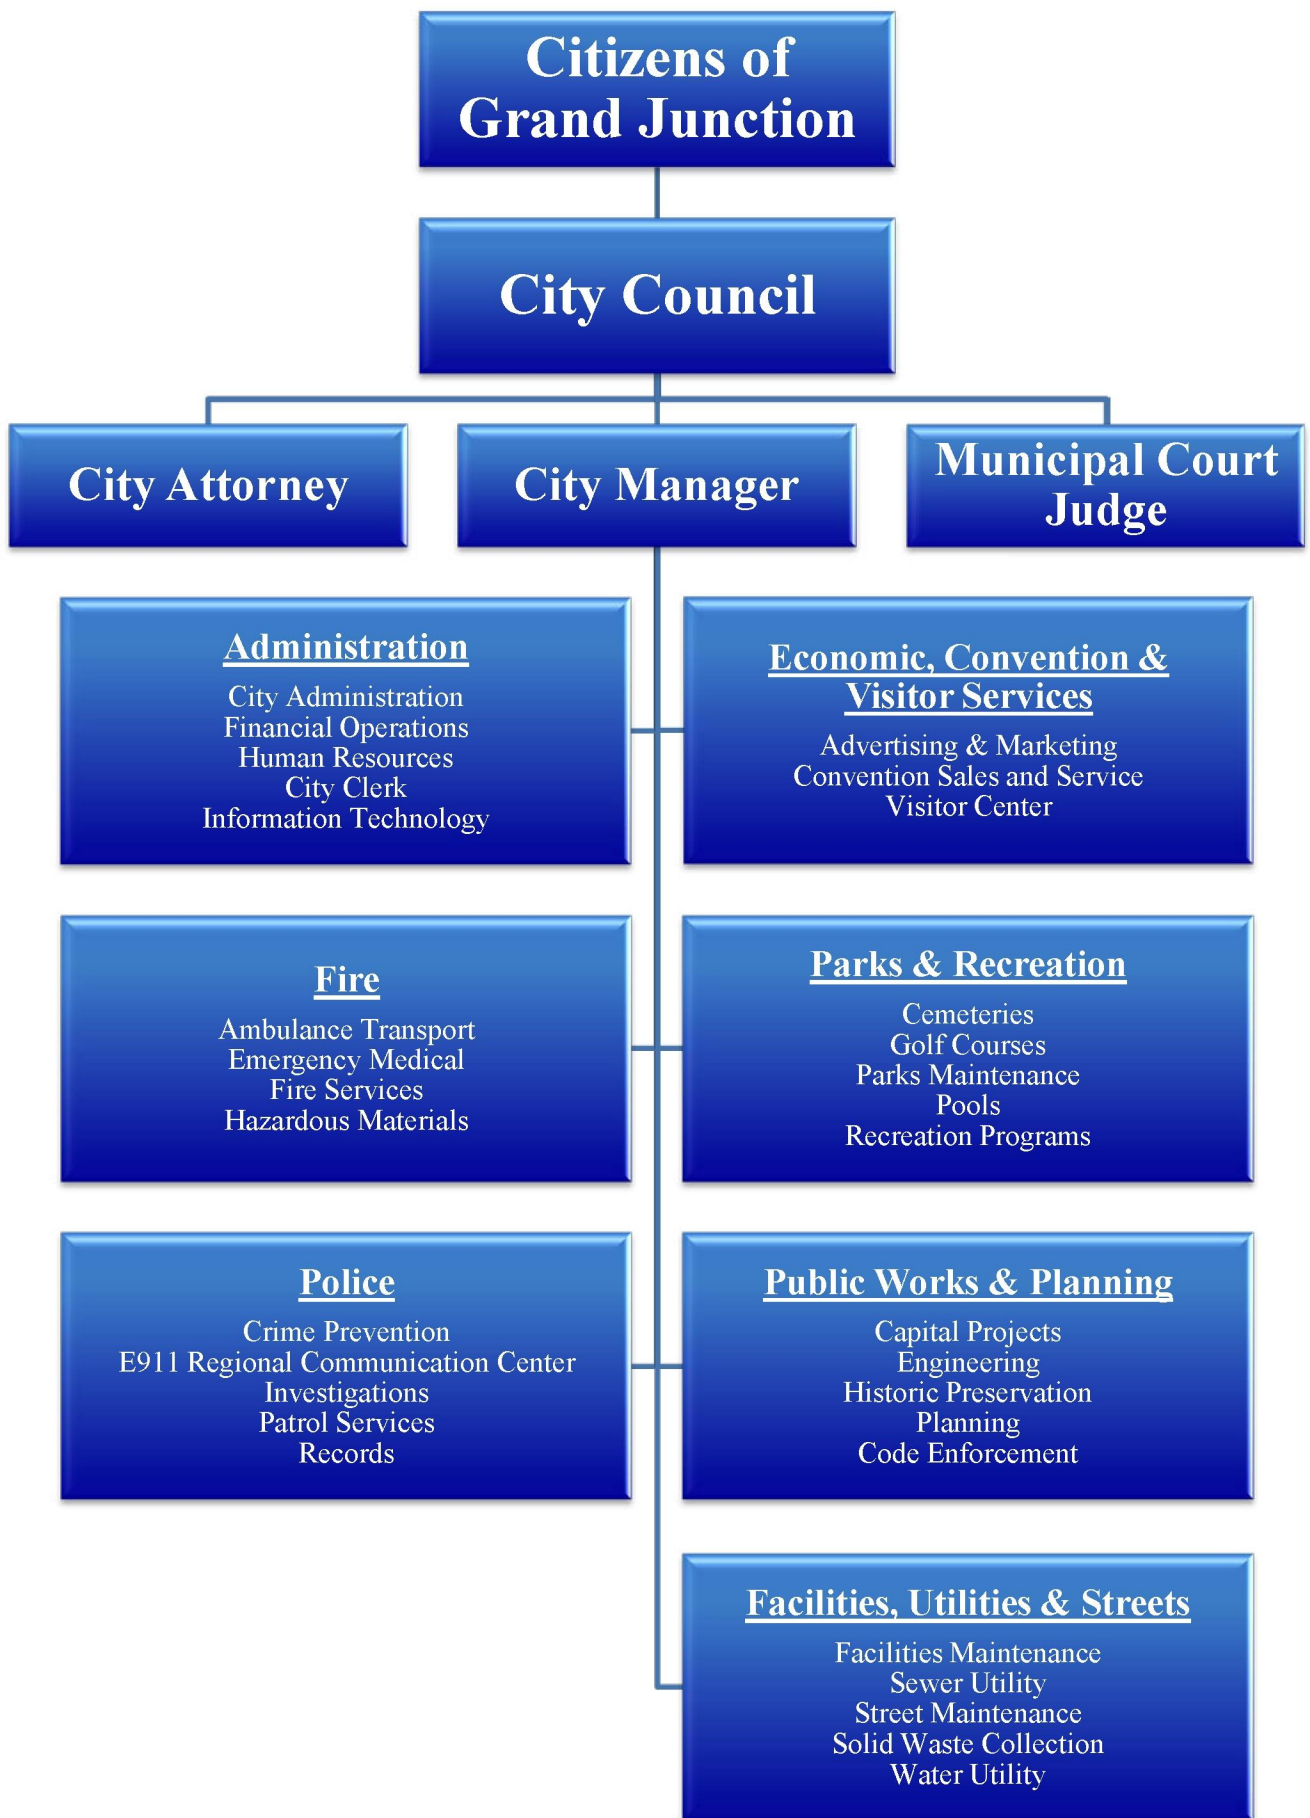 Citizens of
Grand Junction
City Council
City Attorney
City Manager
Municipal Court
Judge
Administration
City Administration
Financial Operations
Human Resources
City Clerk
Information Technology
Economic, Convention &
Visitor Services
Advertising & Marketing
Convention Sales and Service
Visitor Center
Fire
Ambulance Transport
Emergency Medical
Fire Services
Hazardous Materials
Parks & Recreation
Cemeteries
Golf Courses
Parks Maintenance
Pools
Recreation Programs
Police
Crime Prevention
E911 Regional Communication Center
Investigations
Patrol Services
Records
Public Works & Planning
Capital Projects
Engineering
Historic Preservation
Planning
Code Enforcement
Facilities, Utilities & Streets
Facilities Maintenance
Sewer Utility
Street Maintenance
Solid Waste Collection
Water Utility